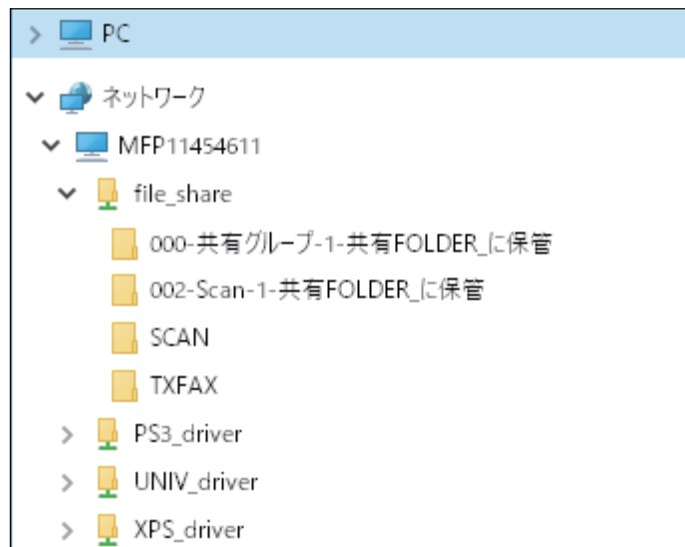 PC
ネットワーク
MFP11454611
file_share
000-共有グループ-1-共有FOLDER_に保管
002-Scan-1-共有FOLDER_に保管
SCAN
TXFAX
PS3_driver
UNIV_driver
XPS_driver